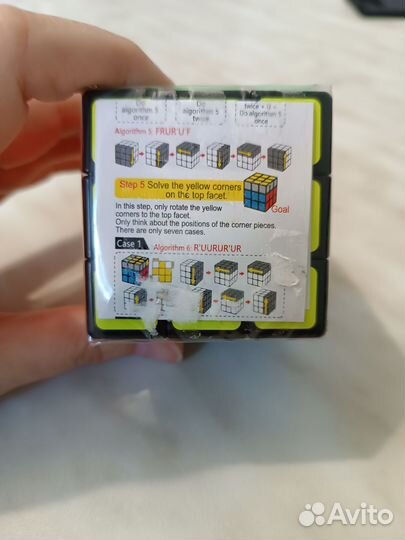 Do
algorithm 5
once
Do
algorithm 5
twice
twice + U +
Do algorithm 5
once
Algorithm 5: FRUR'U'F'
Step 5 Solve the yellow corners
on the top facet.
Goal
In this step, only rotate the yellow
corners to the top facet.
Only think about the positions of the corner pieces.
There are only seven cases.
Case 1
Algorithm 6: R'UURUR'UR
Avito